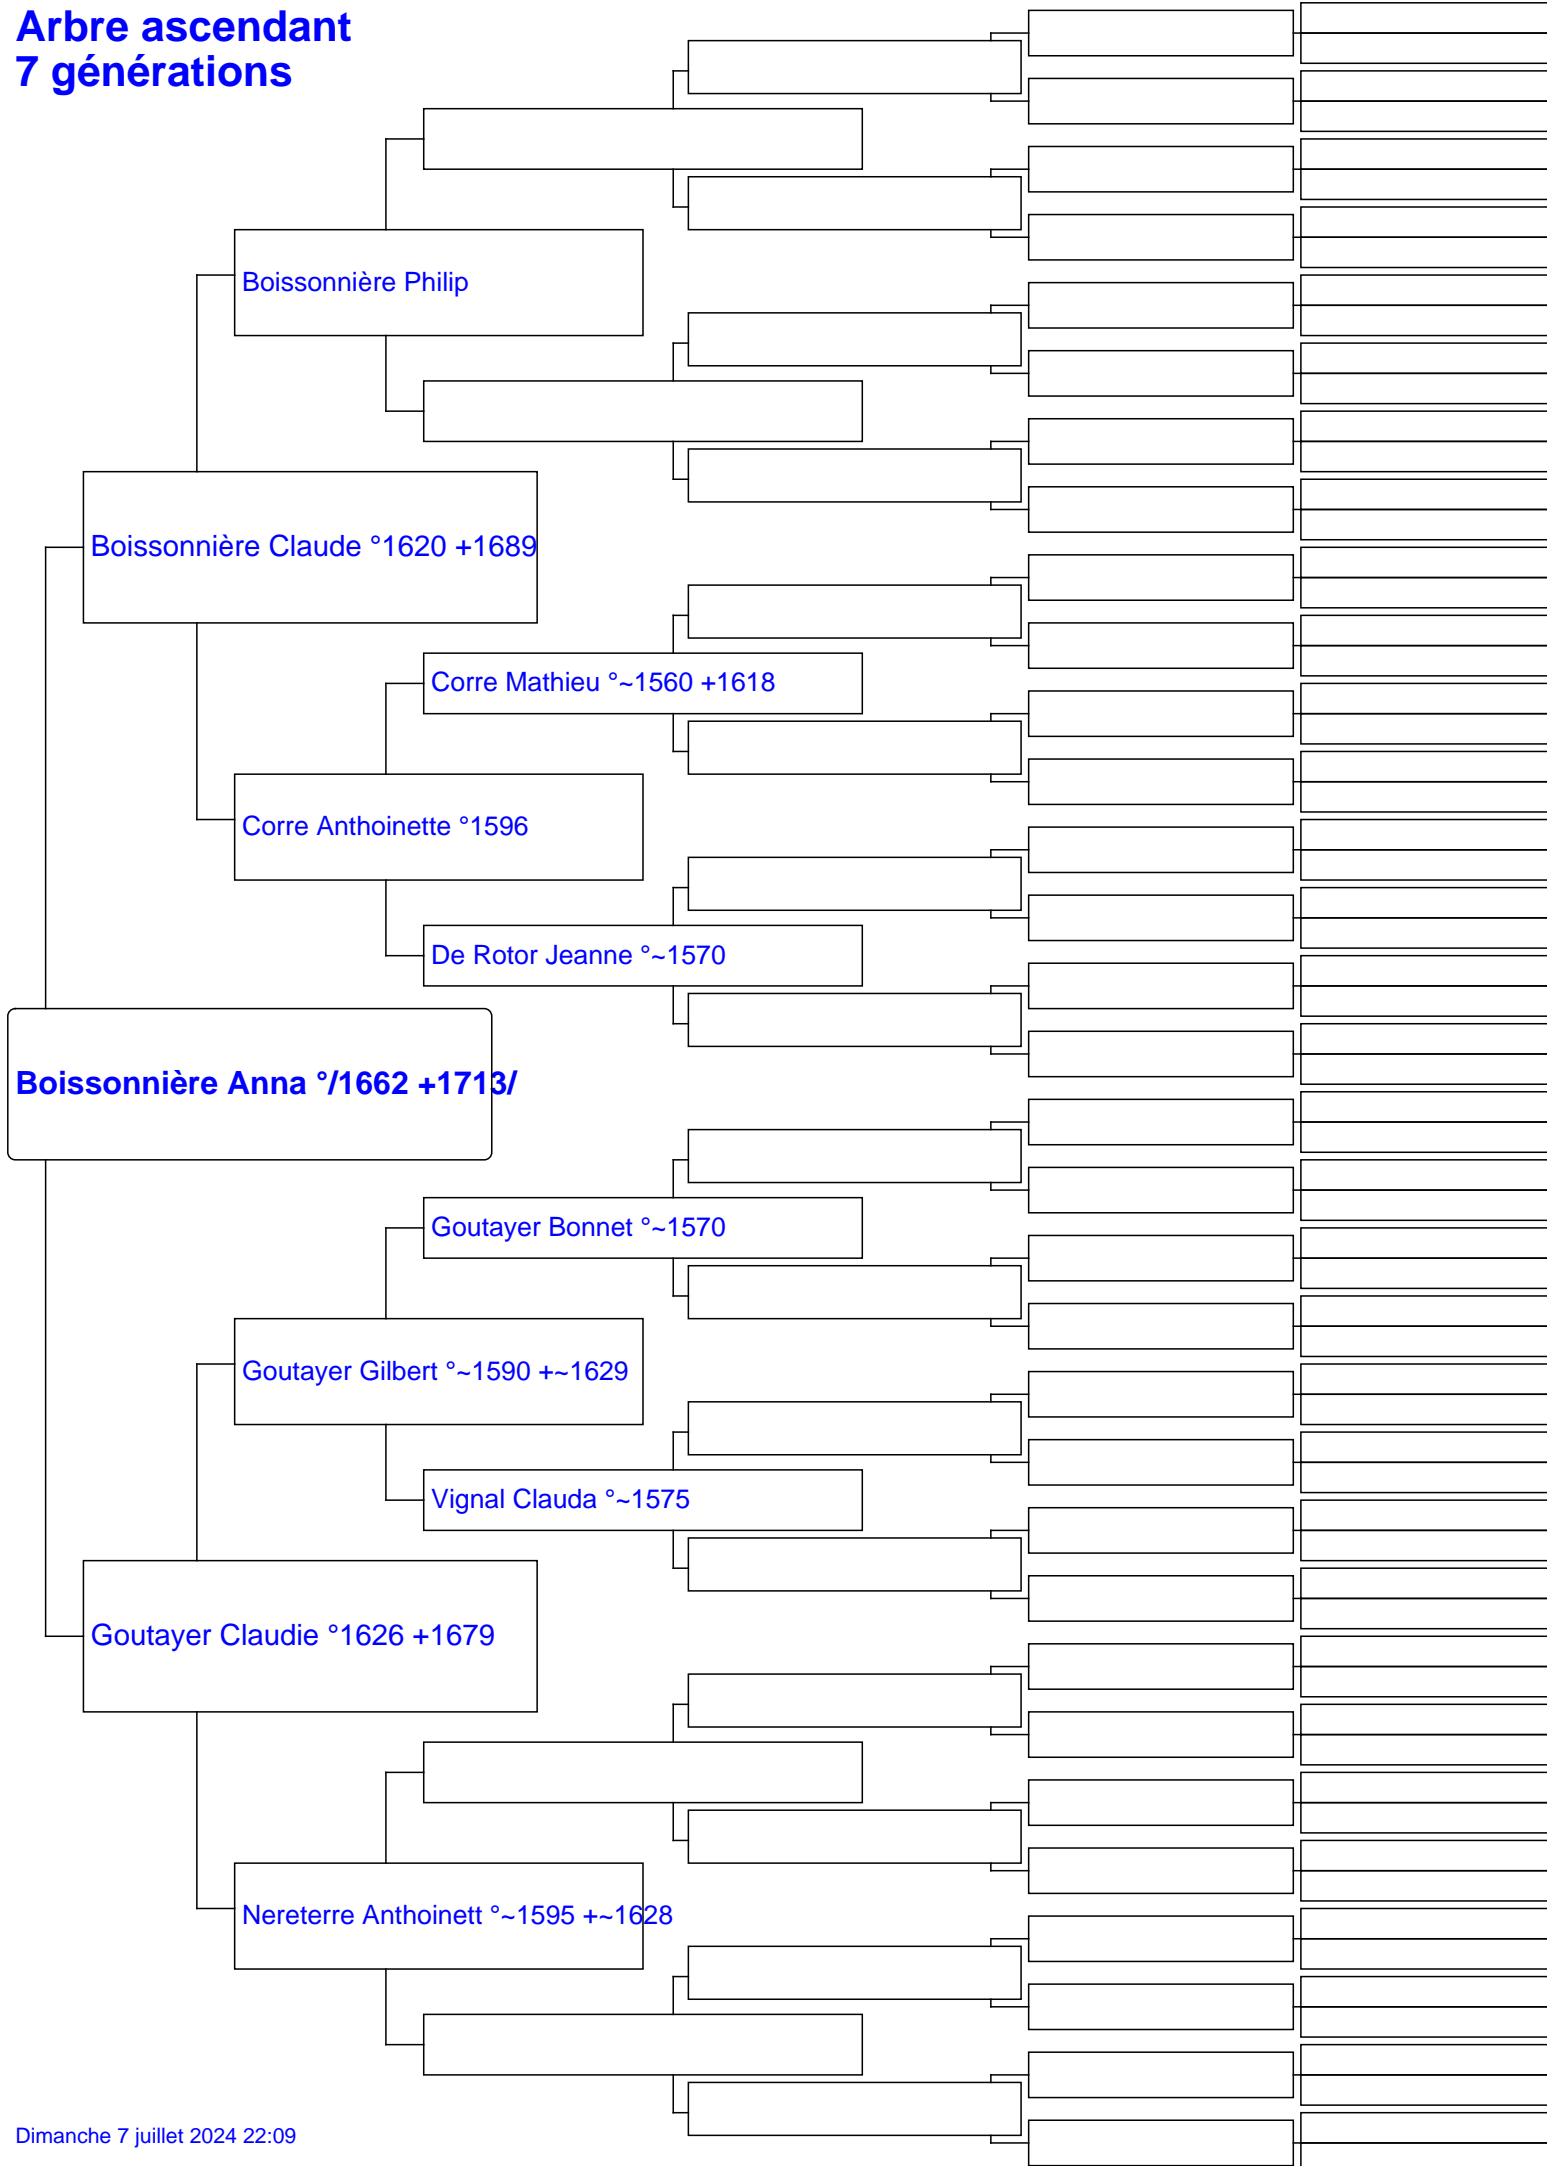 Arbre ascendant
7 générations
Boissonnière Philip
Boissonnière Claude °1620 +1689
Corre Mathieu °~1560 +1618
Corre Anthoinette °1596
De Rotor Jeanne °~1570
Boissonnière Anna °/1662 +1713/
Goutayer Bonnet °~1570
Goutayer Gilbert °~1590 +~1629
Vignal Clauda °~1575
Goutayer Claudie °1626 +1679
Nereterre Anthoinett °~1595 +~1628
Dimanche 7 juillet 2024 22:09